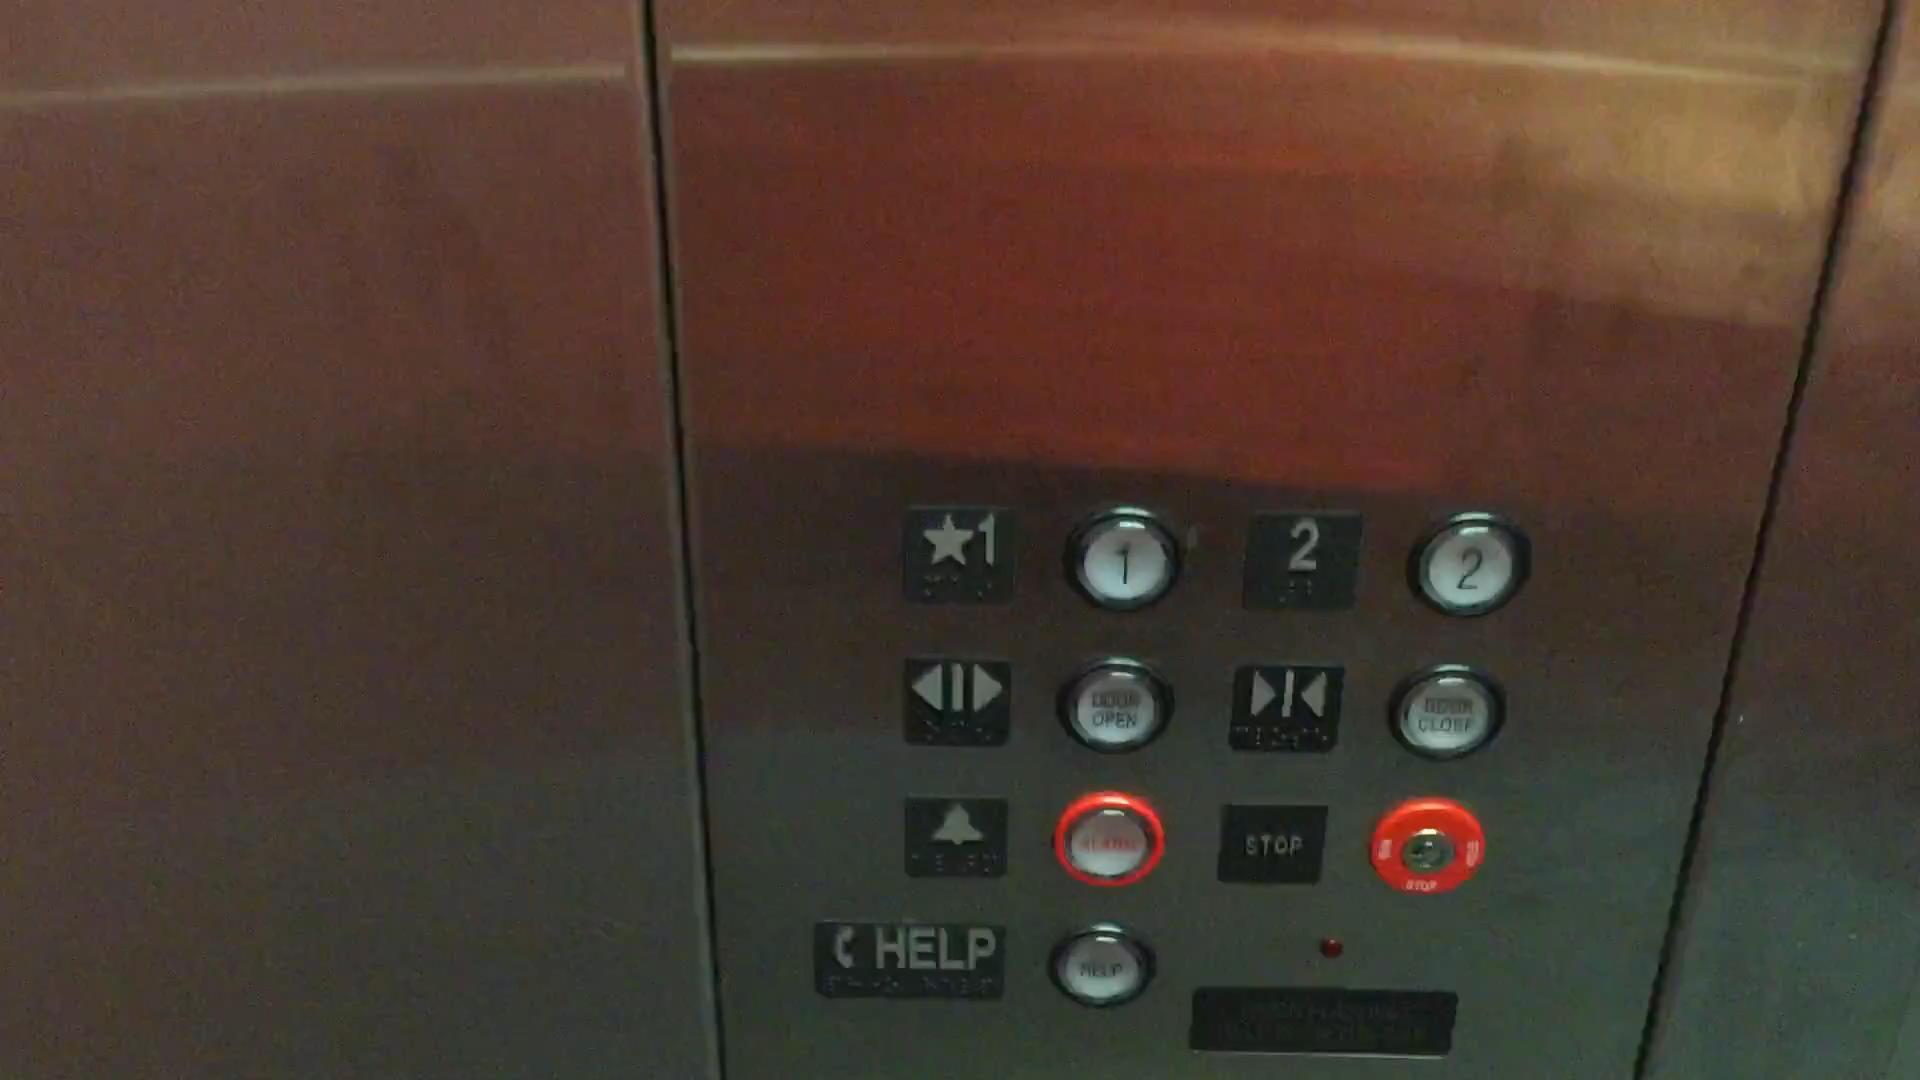 ★1
1
2
2
DOOR
OPEN
DOOR
CLOSE
ALARM
STOP
STOP
HELP
HELP